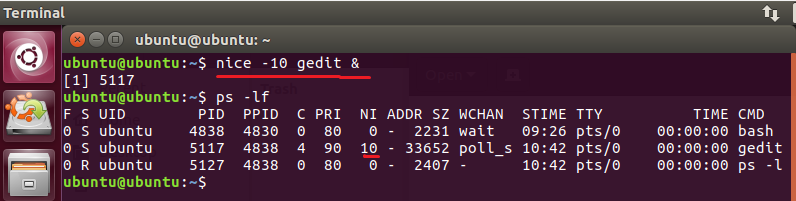 Terminal
ubuntu@ubuntu: ~
ubuntu@ubuntu:~$ nice -10 gedit &
[1] 5117
ubuntu@ubuntu:~$ ps -lf
F S UID        PID  PPID  C PRI  NI ADDR SZ WCHAN  STIME TTY          TIME CMD
0 S ubuntu    4838  4830  0  80   0 -  2231 wait   09:26 pts/0    00:00:00 bash
0 S ubuntu    5117  4838  4  90  10 - 33652 poll_s 10:42 pts/0    00:00:00 gedit
0 R ubuntu    5127  4838  0  80   0 -  2407 -      10:42 pts/0    00:00:00 ps -l
ubuntu@ubuntu:~$